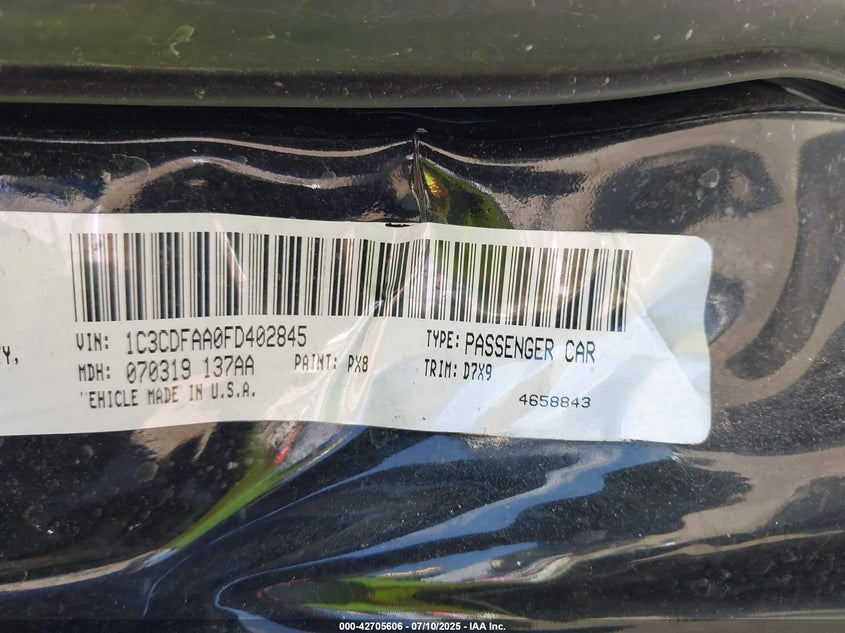 Y,
VIN: 1C3CDFAA0FD402845 TYPE: PASSENGER CAR
MDH: 070319 137AA PAINT: PX8 TRIM: D7X9
'EHICLE MADE IN U.S.A. 4658843
000-42705606 - 07/10/2025 - IAA Inc.